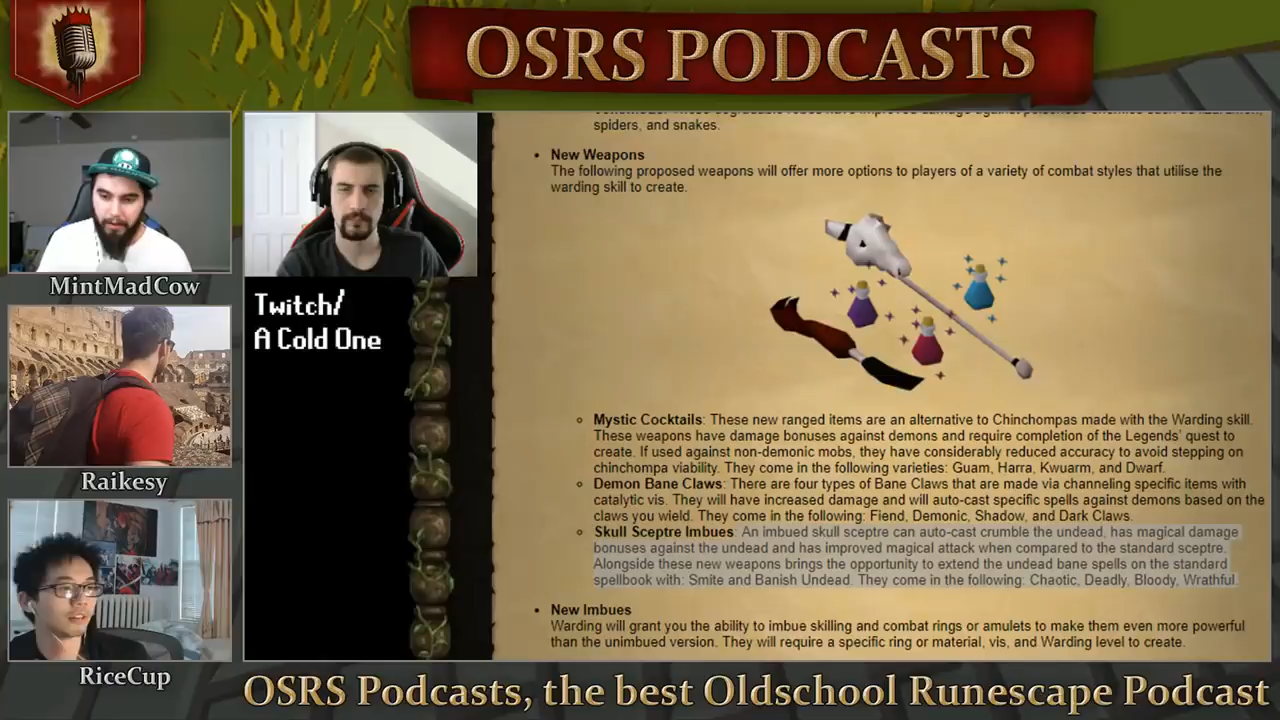 OSRS PODCASTS
MintMadCow
Raikesy
RiceCup
Twitch/
A Cold One
spiders, and snakes.
• New Weapons
The following proposed weapons will offer more options to players of a variety of combat styles that utilise the
warding skill to create.
Mystic Cocktails: These new ranged items are an alternative to Chinchompas made with the Warding skill.
These weapons have damage bonuses against demons and require completion of the Legends' quest to
create. If used against non-demonic mobs, they have considerably reduced accuracy to avoid stepping on
chinchompa viability. They come in the following varieties: Guam, Harra, Kwuarm, and Dwarf.
Demon Bane Claws: There are four types of Bane Claws that are made via channeling specific items with
catalytic vis. They will have increased damage and will auto-cast specific spells against demons based on the
claws you wield. They come in the following: Fiend, Demonic, Shadow, and Dark Claws.
Skull Sceptre Imbues: An imbued skull sceptre can auto-cast crumble the undead, has magical damage
bonuses against the undead and has improved magical attack when compared to the standard sceptre.
Alongside these new weapons brings the opportunity to extend the undead bane spells on the standard
spellbook with: Smite and Banish Undead. They come in the following: Chaotic, Deadly, Bloody, Wrathful.
• New Imbues
Warding will grant you the ability to imbue skilling and combat rings or amulets to make them even more powerful
than the unimbued version. They will require a specific ring or material, vis, and Warding level to create.
OSRS Podcasts, the best Oldschool Runescape Podcast